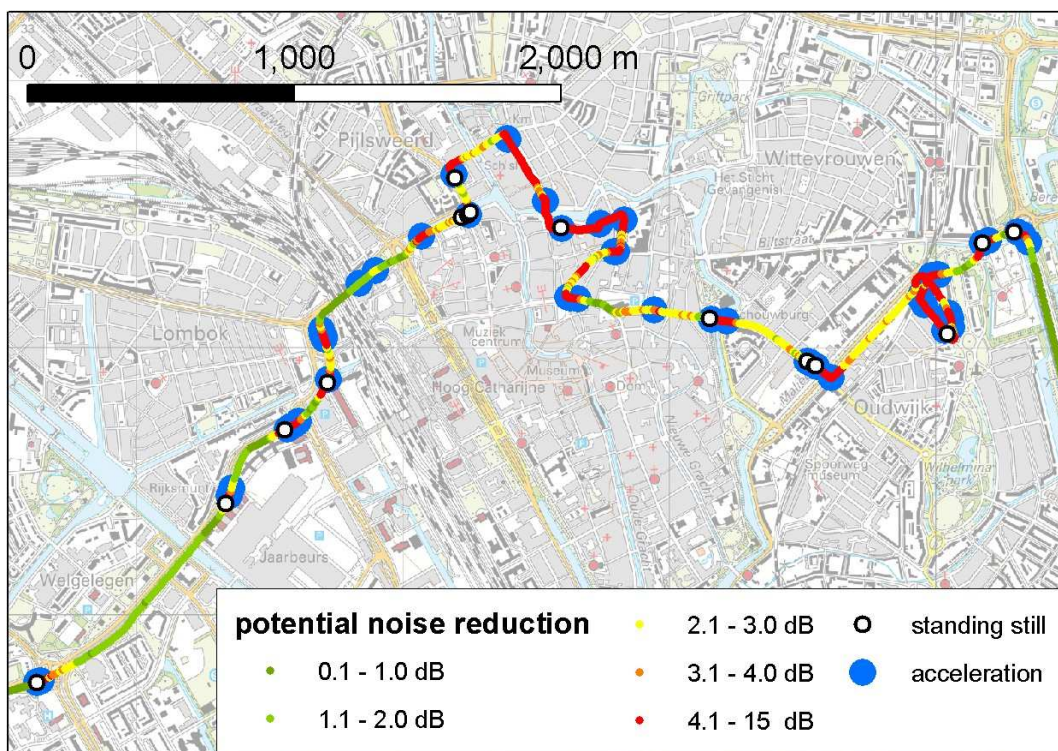 0 1,000 2,000 m
Pijlsweerd
Griftpark
Wittevrouwen
Het Sticht
(Gevangenis)
Biltstraat
Lombok
Muziek
centrum
Museum
Hoog Catharijne
Dom
Oudwijk
Spoorweg
museum
Wilhelmina
park
Jaarbeurs
Welgelegen
potential noise reduction
0.1 - 1.0 dB
1.1 - 2.0 dB
2.1 - 3.0 dB
3.1 - 4.0 dB
4.1 - 15 dB
standing still
acceleration